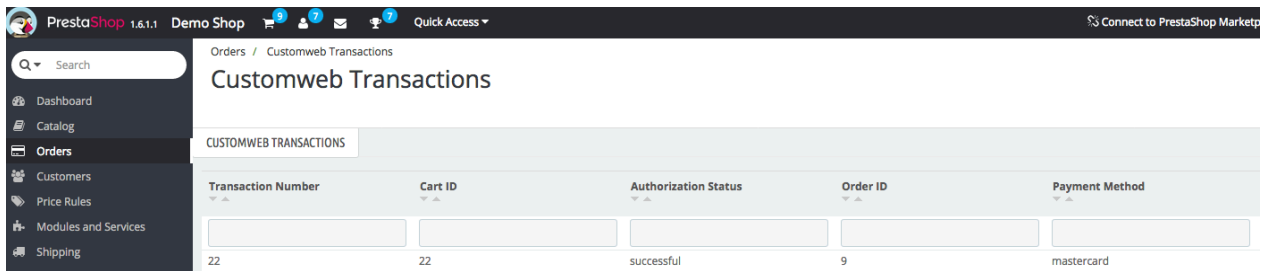 PrestaShop 1.6.1.1 Demo Shop 9 7 7 Quick Access Connect to PrestaShop Marketp
Search
Dashboard
Catalog
Orders
Customers
Price Rules
Modules and Services
Shipping
Orders / Customweb Transactions
Customweb Transactions
CUSTOMWEB TRANSACTIONS
Transaction Number Cart ID Authorization Status Order ID Payment Method
22 22 successful 9 mastercard